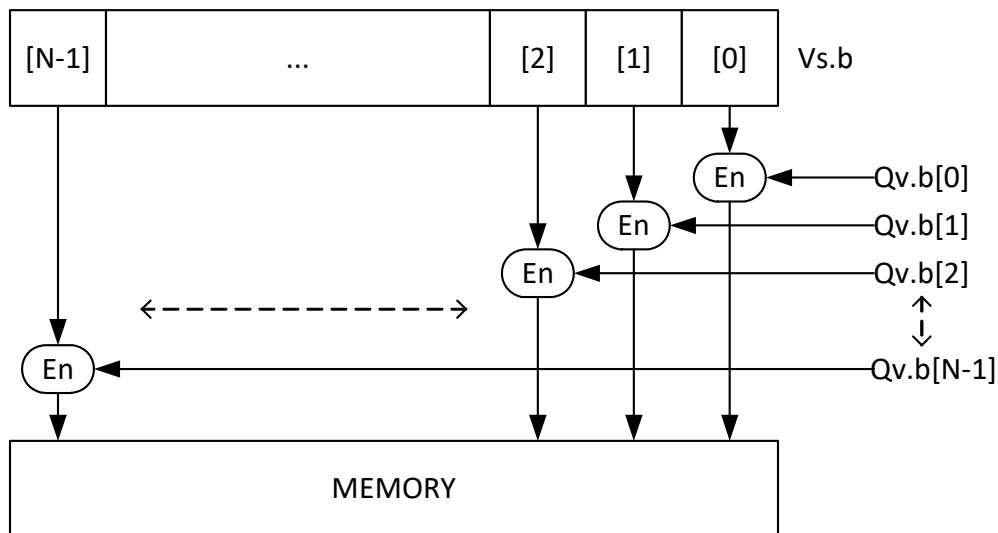 [N-1] ... [2] [1] [0] Vs.b
En Qv.b[0]
En Qv.b[1]
En Qv.b[2]
En Qv.b[N-1]
MEMORY